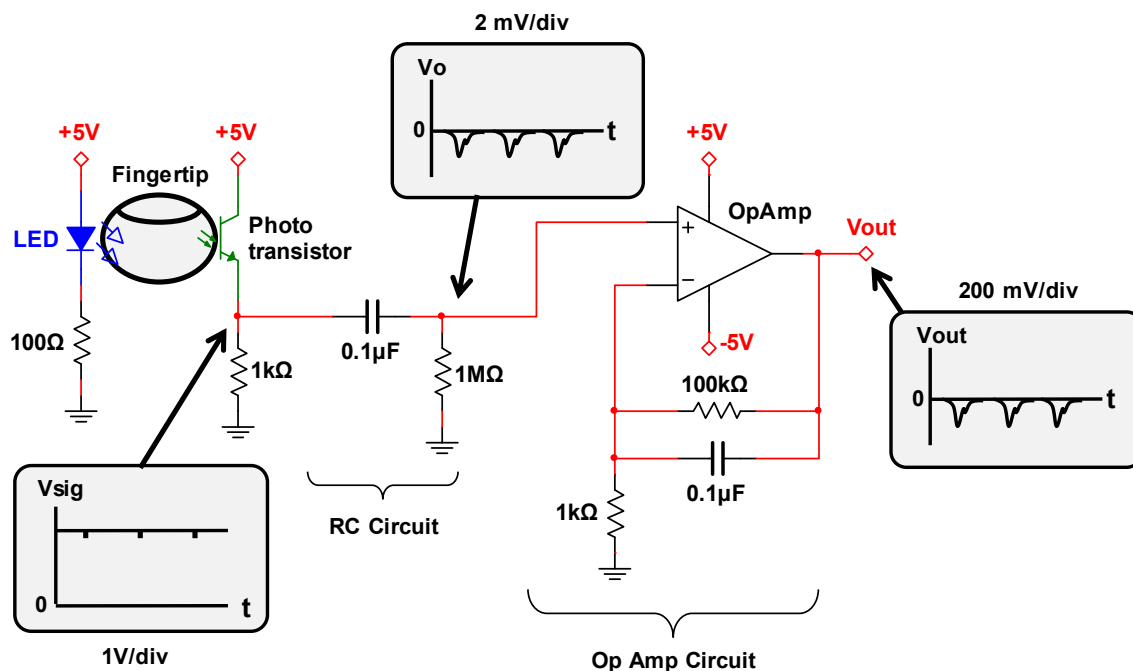 2 mV/div
Vo
0
t
+5V
+5V
+5V
Fingertip
LED
Photo
transistor
OpAmp
+
−
Vout
-5V
200 mV/div
Vout
0
t
100Ω
1kΩ
0.1µF
1MΩ
100kΩ
0.1µF
1kΩ
Vsig
0
t
1V/div
RC Circuit
Op Amp Circuit